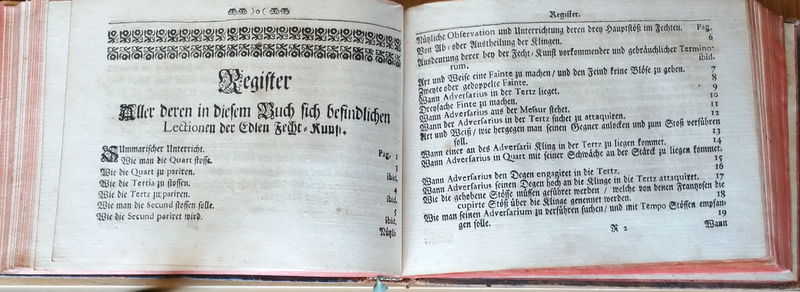 )o(
Register
Aller deren in diesem Buch sich befindlichen
Lectionen der Edlen Fecht-Kunst.
SUmmarischer Unterricht. Pag. 1
Wie man die Quart stosse. 3
Wie die Quart zu pariren. ibid.
Wie die Tertia zu stossen. 4
Wie die Tertz zu pariren. ibid.
Wie man die Second stossen solle. 5
Wie die Second pariret wird. ibid.
Nützli
Register.
Nützliche Observation und Unterrichtung deren drey Hauptstöß im Fechten. Pag. 6
Von Ab- oder Austheilung der Klingen. ibid.
Ausdeutung derer bey der Fecht-Kunst vorkommender und gebräuchlicher Termino-
rum. 7
Art und Weise eine Fainte zu machen/ und den Feind keine Blöse zu geben. 8
Zweyte oder gedoppelte Fainte. 9
Wann Adversarius in der Tertz lieget. 10
Dreyfache Finte zu machen. 11
Wann Adversarius aus der Mesur stehet. 12
Wann der Adversarius in der Tertz suchet zu attaquiren.
Art und Weiß/ wie hergegen man seinen Gegner anlocken und zum Stoß verführen
soll. 13
Wann einer an des Adversarii Kling in der Tertz zu liegen kommet. 14
Wann Adversarius in Quart mit seiner Schwäche an der Stärck zu liegen kommet.
15
Wann Adversarius den Degen engagiret in die Tertz. 16
Wann Adversarius seinen Degen hoch an die Klinge in die Tertz attaquiret. 17
Wie die gehobene Stösse müssen geführet werden/ welche von denen Frantzosen die
cupirte Stöß über die Klinge genennet werden. 18
Wie man seinen Adversarium zu verführen suchen/ und mit Tempo Stössen empfan-
gen solle. 19
R 2 Wann